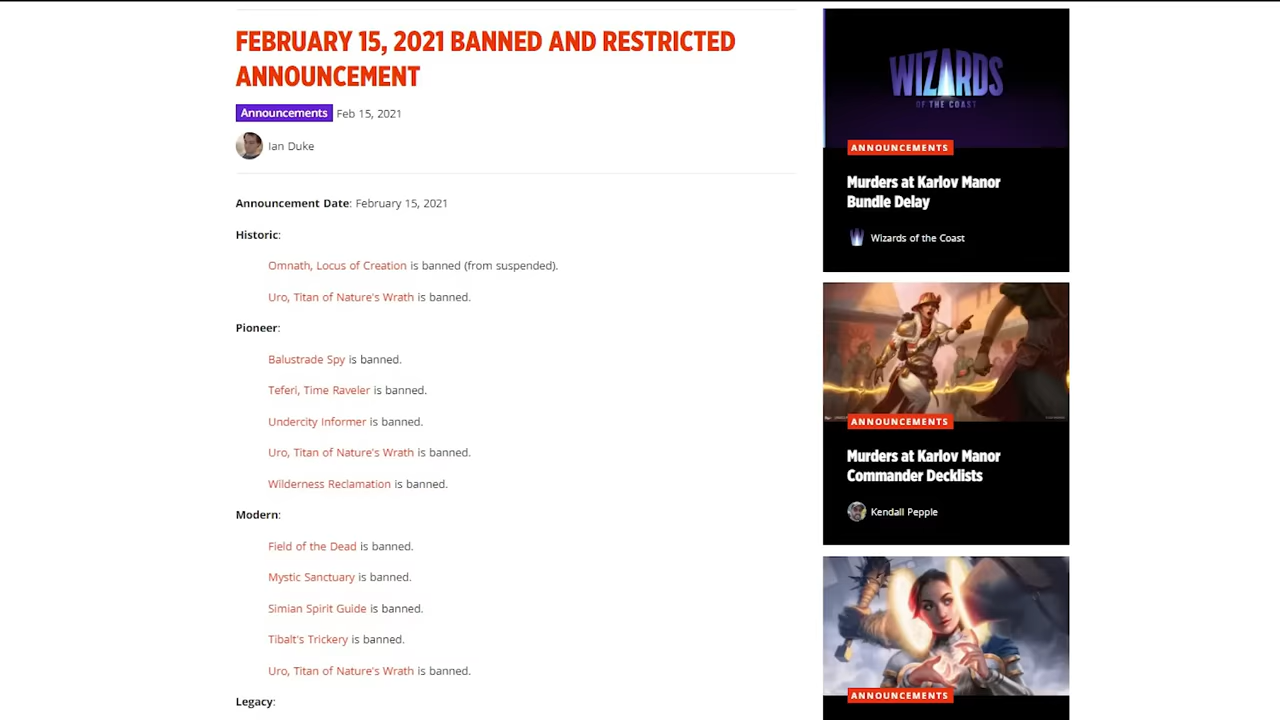 FEBRUARY 15, 2021 BANNED AND RESTRICTED
ANNOUNCEMENT
Announcements Feb 15, 2021
Ian Duke
Announcement Date: February 15, 2021
Historic:
Omnath, Locus of Creation is banned (from suspended).
Uro, Titan of Nature's Wrath is banned.
Pioneer:
Balustrade Spy is banned.
Teferi, Time Raveler is banned.
Undercity Informer is banned.
Uro, Titan of Nature's Wrath is banned.
Wilderness Reclamation is banned.
Modern:
Field of the Dead is banned.
Mystic Sanctuary is banned.
Simian Spirit Guide is banned.
Tibalt's Trickery is banned.
Uro, Titan of Nature's Wrath is banned.
Legacy:
WIZARDS
OF THE COAST
ANNOUNCEMENTS
Murders at Karlov Manor
Bundle Delay
Wizards of the Coast
ANNOUNCEMENTS
Murders at Karlov Manor
Commander Decklists
Kendall Pepple
ANNOUNCEMENTS